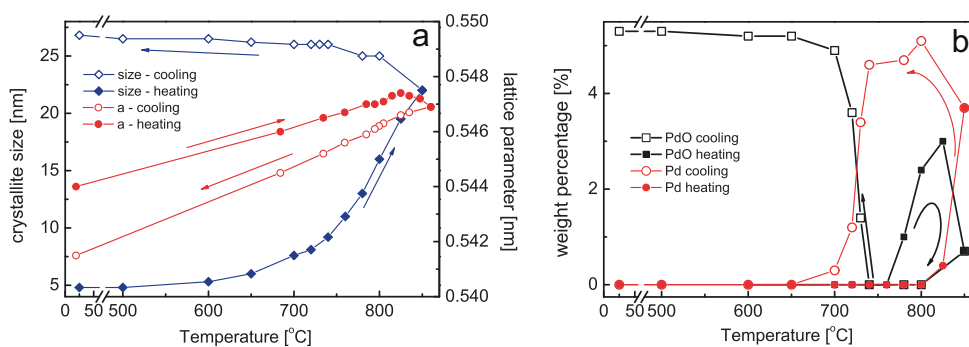 a
30
25
20
15
10
5
crystallite size [nm]
0.550
0.548
0.546
0.544
0.542
0.540
lattice parameter [nm]
size - cooling
size - heating
a - cooling
a - heating
0 50 500 600 700 800
Temperature [°C]
b
4
2
0
weight percentage [%]
PdO cooling
PdO heating
Pd cooling
Pd heating
0 50 500 600 700 800
Temperature [°C]